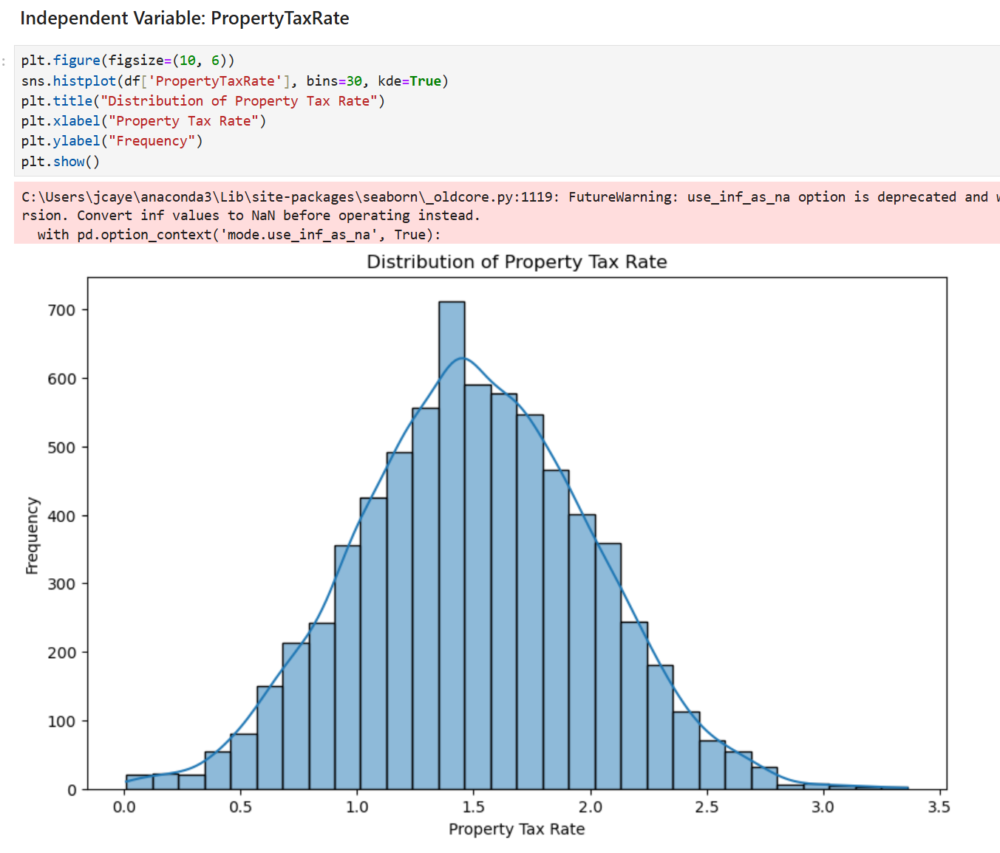 Independent Variable: PropertyTaxRate
:
plt.figure(figsize=(10, 6))
sns.histplot(df['PropertyTaxRate'], bins=30, kde=True)
plt.title("Distribution of Property Tax Rate")
plt.xlabel("Property Tax Rate")
plt.ylabel("Frequency")
plt.show()
C:\Users\jcaye\anaconda3\Lib\site-packages\seaborn\_oldcore.py:1119: FutureWarning: use_inf_as_na option is deprecated and
rsion. Convert inf values to NaN before operating instead.
  with pd.option_context('mode.use_inf_as_na', True):
Distribution of Property Tax Rate
700
600
500
400
300
200
100
0
Frequency
0.0 0.5 1.0 1.5 2.0 2.5 3.0 3.5
Property Tax Rate